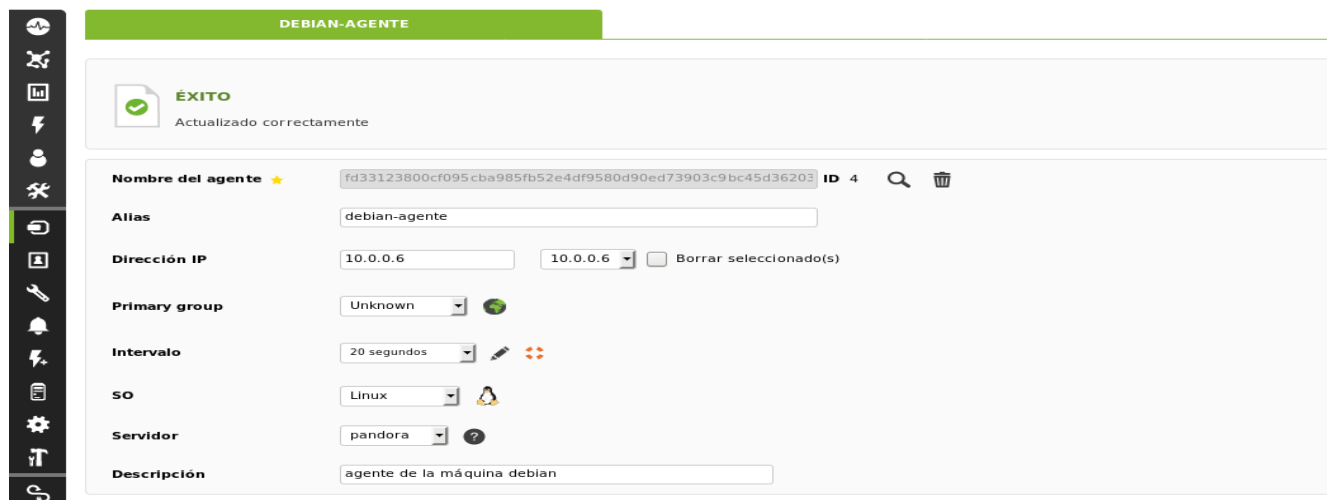 DEBIAN-AGENTE
ÉXITO
Actualizado correctamente
Nombre del agente fd33123800cf095cba985fb52e4df9580d90ed73903c9bc45d36203 ID 4
Alias debian-agente
Dirección IP 10.0.0.6 10.0.0.6 Borrar seleccionado(s)
Primary group Unknown
Intervalo 20 segundos
SO Linux
Servidor pandora ?
Descripción agente de la máquina debian